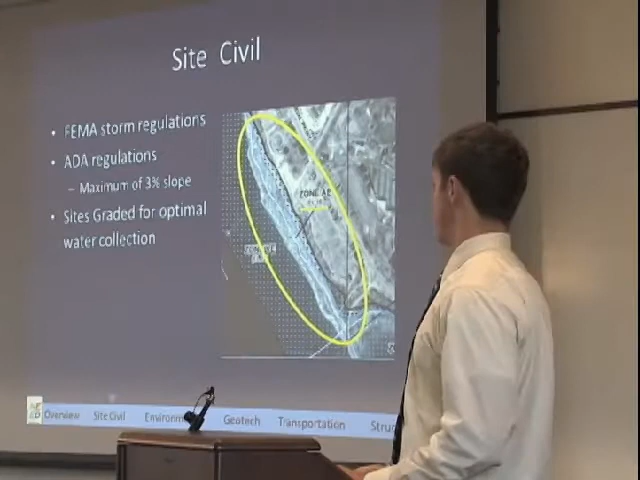 Site Civil
• FEMA storm regulations
• ADA regulations
– Maximum of 3% slope
• Sites Graded for optimal
water collection
ZONE AE
Overview Site Civil Environm Geotech Transportation Stru